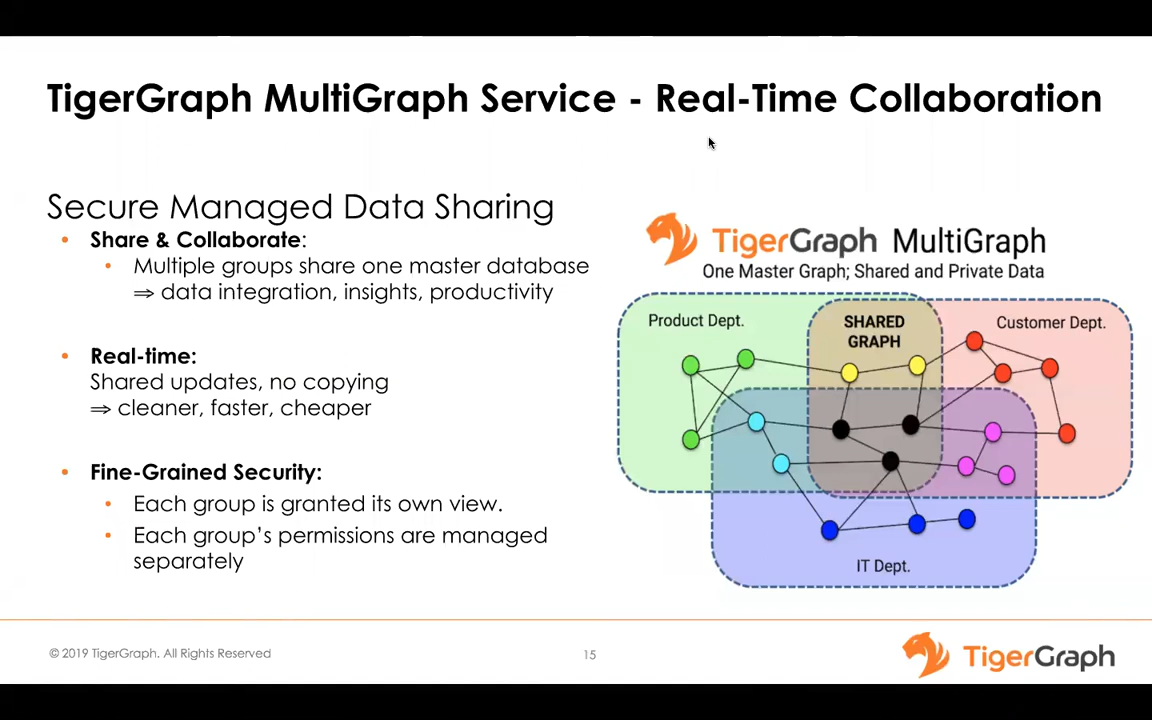 TigerGraph MultiGraph Service - Real-Time Collaboration
Secure Managed Data Sharing
• Share & Collaborate:
• Multiple groups share one master database
⇒ data integration, insights, productivity
• Real-time:
Shared updates, no copying
⇒ cleaner, faster, cheaper
• Fine-Grained Security:
• Each group is granted its own view.
• Each group’s permissions are managed
separately
TigerGraph MultiGraph
One Master Graph; Shared and Private Data
Product Dept.
SHARED
GRAPH
Customer Dept.
IT Dept.
© 2019 TigerGraph. All Rights Reserved
15
TigerGraph